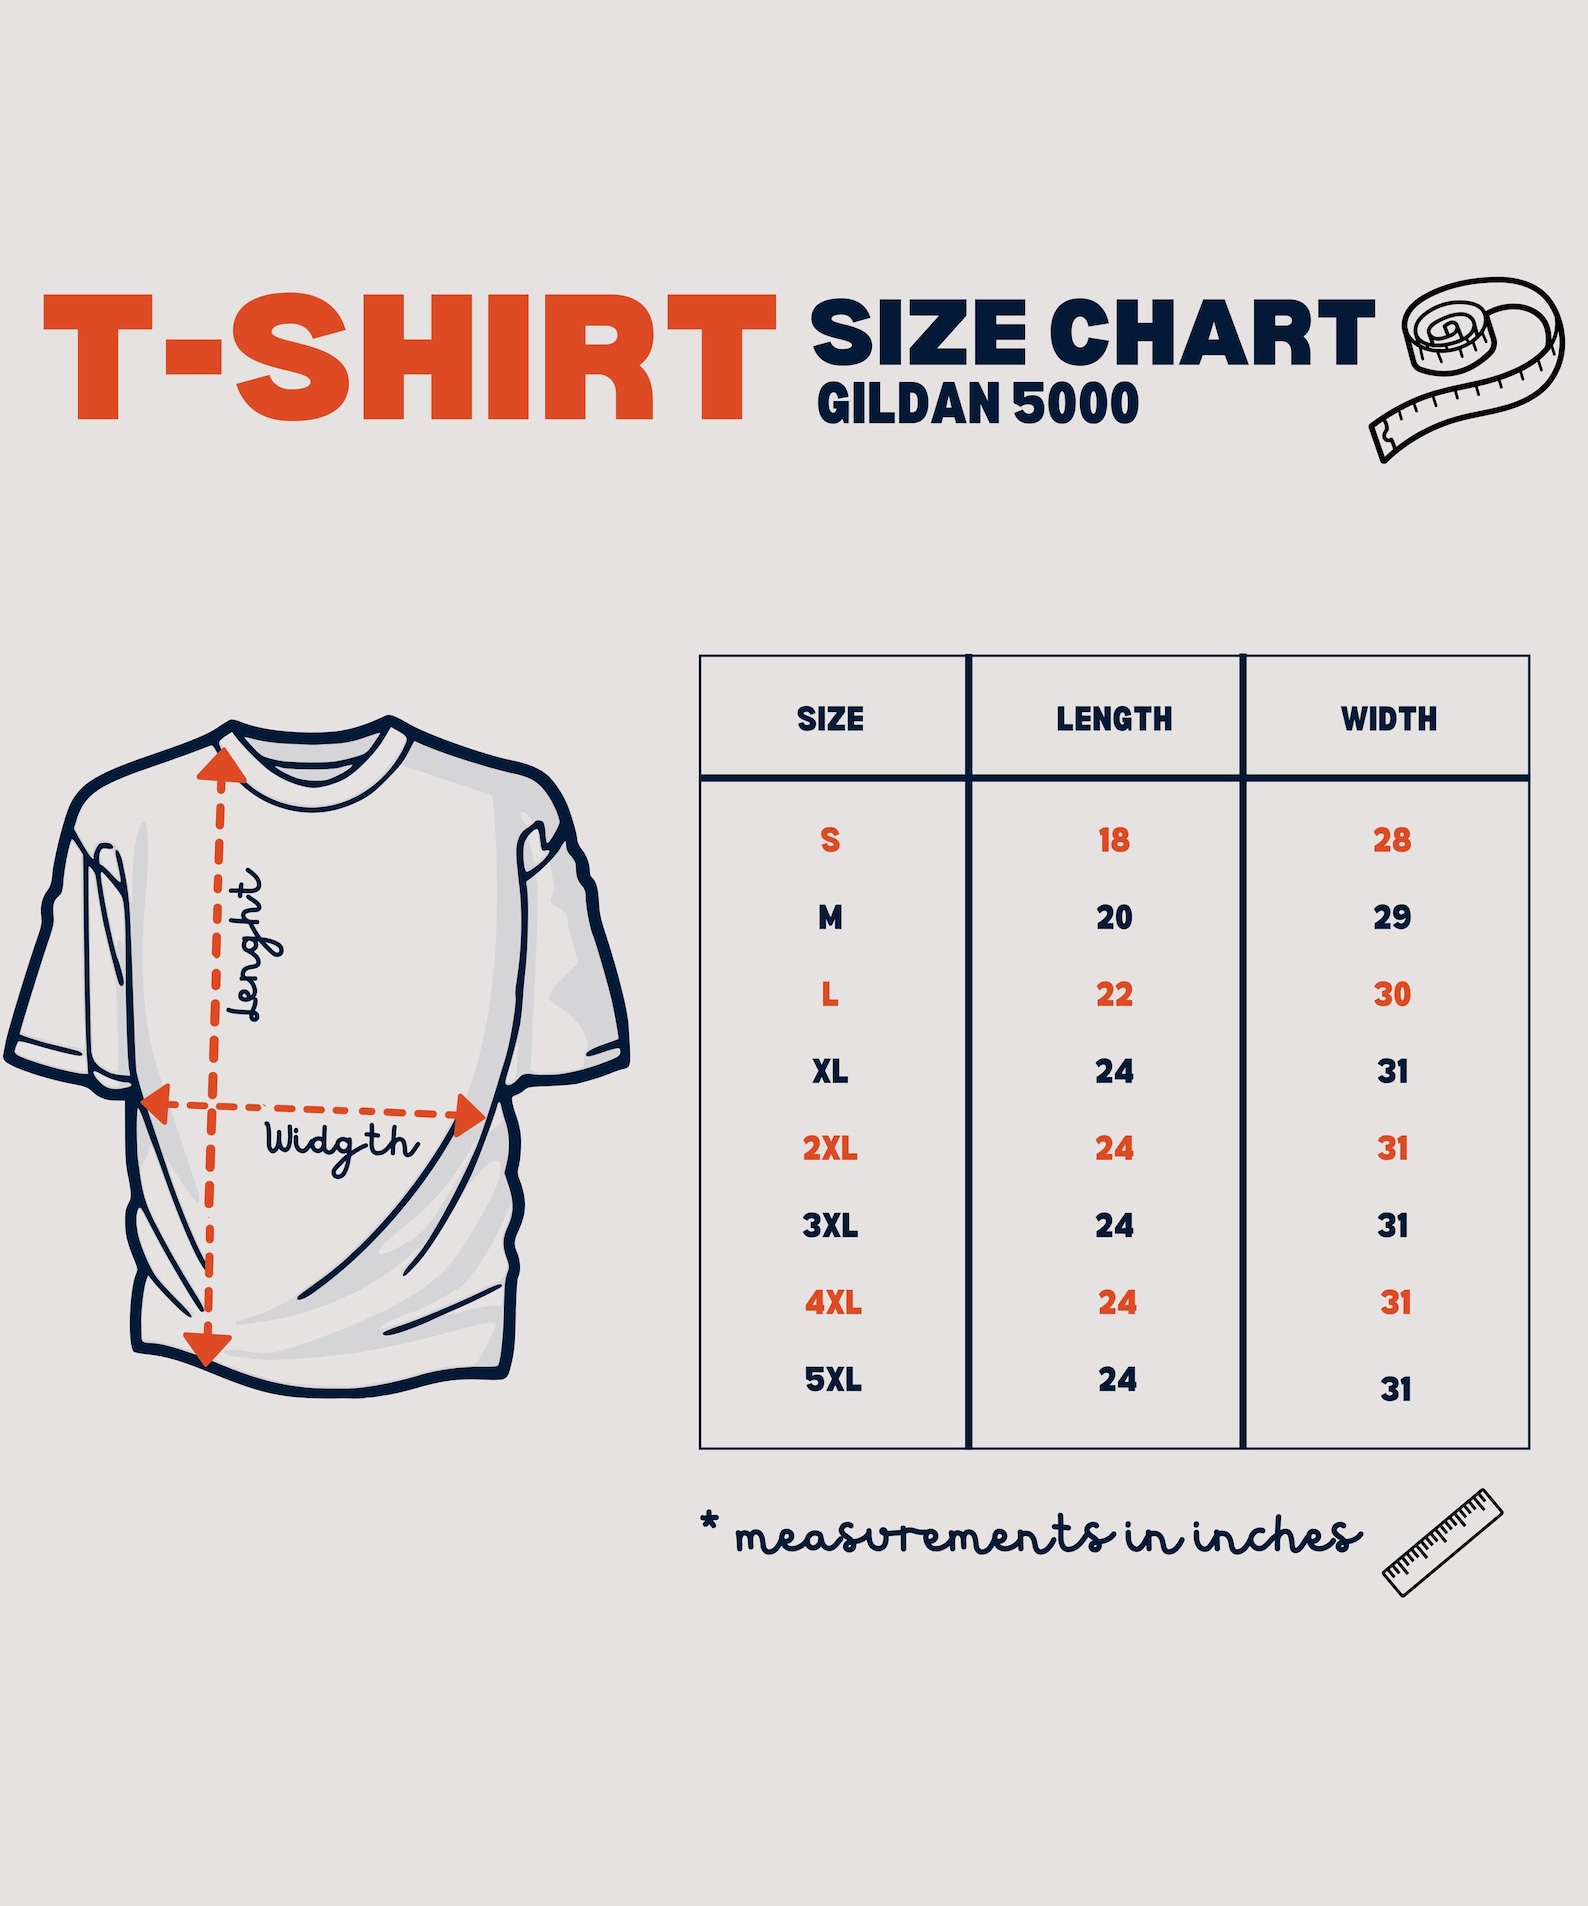 T-SHIRT SIZE CHART
GILDAN 5000
Lenght
Widgth
SIZE LENGTH WIDTH
S 18 28
M 20 29
L 22 30
XL 24 31
2XL 24 31
3XL 24 31
4XL 24 31
5XL 24 31
* measurements in inches